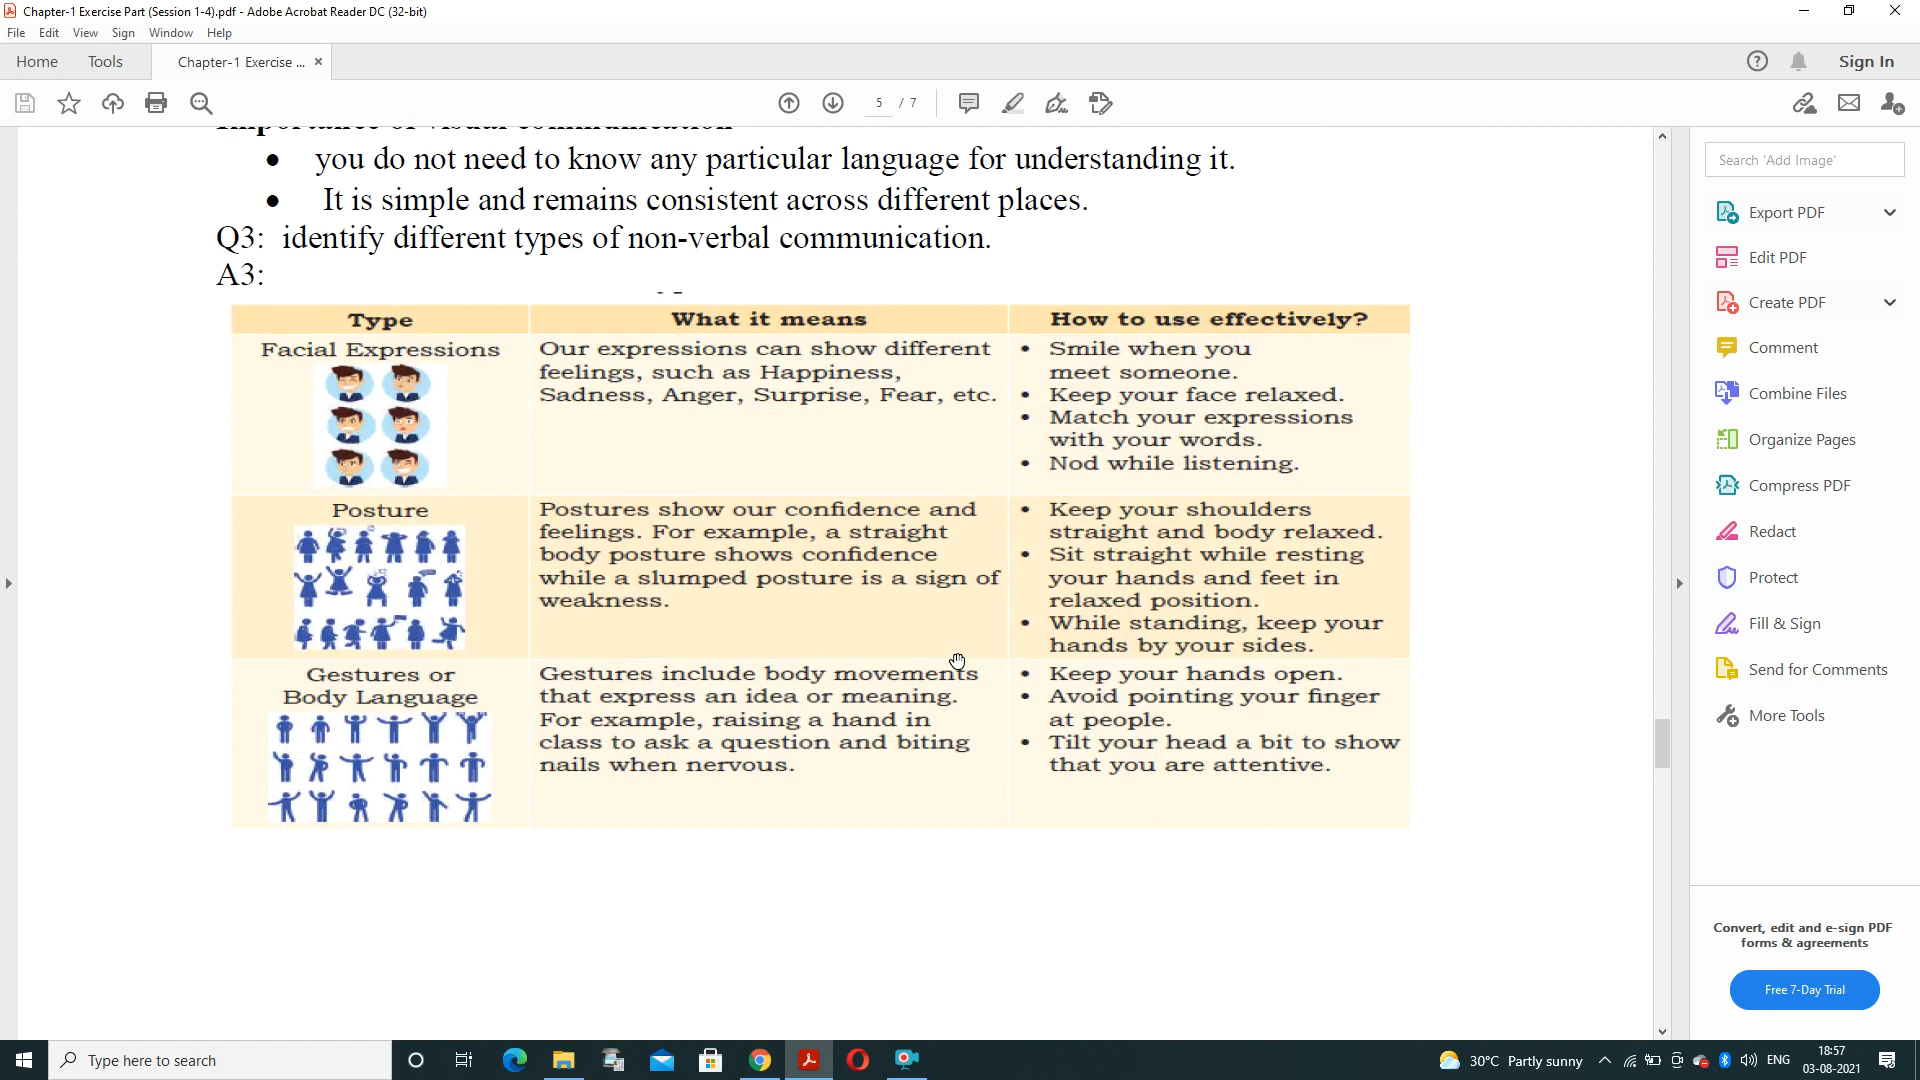 Chapter-1 Exercise Part (Session 1-4).pdf - Adobe Acrobat Reader DC (32-bit)
File Edit View Sign Window Help
Home Tools Chapter-1 Exercise ... × Sign In
5 / 7
Importance of visual communication
• you do not need to know any particular language for understanding it.
• It is simple and remains consistent across different places.
Q3: identify different types of non-verbal communication.
A3:
Type What it means How to use effectively?
Facial Expressions
Our expressions can show different
feelings, such as Happiness,
Sadness, Anger, Surprise, Fear, etc.
• Smile when you
meet someone.
• Keep your face relaxed.
• Match your expressions
with your words.
• Nod while listening.
Posture
Postures show our confidence and
feelings. For example, a straight
body posture shows confidence
while a slumped posture is a sign of
weakness.
• Keep your shoulders
straight and body relaxed.
• Sit straight while resting
your hands and feet in
relaxed position.
• While standing, keep your
hands by your sides.
Gestures or
Body Language
Gestures include body movements
that express an idea or meaning.
For example, raising a hand in
class to ask a question and biting
nails when nervous.
• Keep your hands open.
• Avoid pointing your finger
at people.
• Tilt your head a bit to show
that you are attentive.
Search 'Add Image'
Export PDF
Edit PDF
Create PDF
Comment
Combine Files
Organize Pages
Compress PDF
Redact
Protect
Fill & Sign
Send for Comments
More Tools
Convert, edit and e-sign PDF
forms & agreements
Free 7-Day Trial
Type here to search
30°C Partly sunny
ENG
18:57
03-08-2021